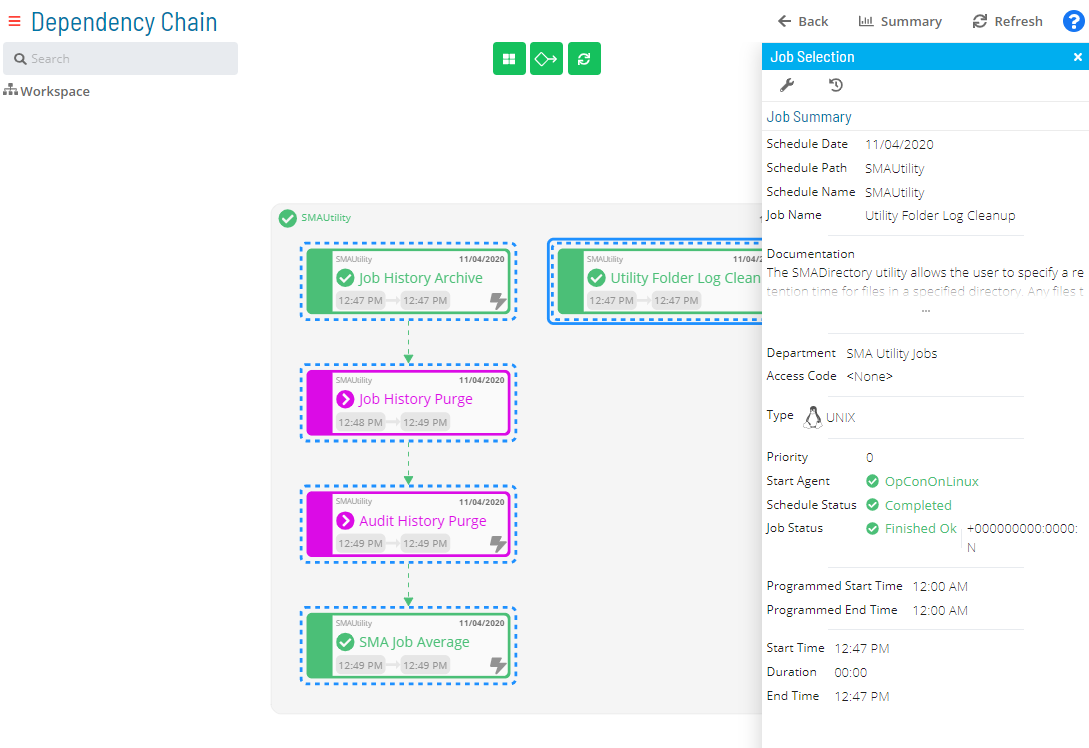 Dependency Chain
Back
Summary
Refresh
?
Search
Workspace
SMAUtility
SMAUtility 11/04/2020
Job History Archive
12:47 PM 12:47 PM
SMAUtility 11/04/2
Utility Folder Log Clean
12:47 PM 12:47 PM
SMAUtility 11/04/2020
Job History Purge
12:48 PM 12:49 PM
SMAUtility 11/04/2020
Audit History Purge
12:49 PM 12:49 PM
SMAUtility 11/04/2020
SMA Job Average
12:49 PM 12:49 PM
Job Selection
Job Summary
Schedule Date 11/04/2020
Schedule Path SMAUtility
Schedule Name SMAUtility
Job Name Utility Folder Log Cleanup
Documentation
The SMADirectory utility allows the user to specify a re
tention time for files in a specified directory. Any files t
...
Department SMA Utility Jobs
Access Code <None>
Type UNIX
Priority 0
Start Agent OpConOnLinux
Schedule Status Completed
Job Status Finished Ok +000000000:0000:
N
Programmed Start Time 12:00 AM
Programmed End Time 12:00 AM
Start Time 12:47 PM
Duration 00:00
End Time 12:47 PM